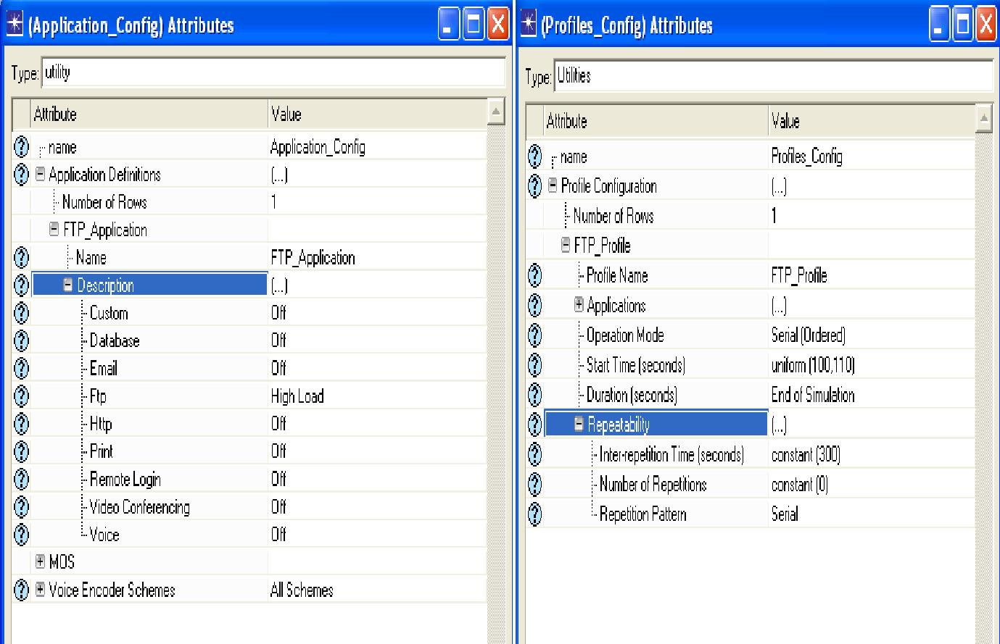 (Application_Config) Attributes
Type: utility
Attribute Value
name Application_Config
Application Definitions (...)
Number of Rows 1
FTP_Application
Name FTP_Application
Description (...)
Custom Off
Database Off
Email Off
Ftp High Load
Http Off
Print Off
Remote Login Off
Video Conferencing Off
Voice Off
MOS
Voice Encoder Schemes All Schemes
(Profiles_Config) Attributes
Type: Utilities
Attribute Value
name Profiles_Config
Profile Configuration (...)
Number of Rows 1
FTP_Profile
Profile Name FTP_Profile
Applications (...)
Operation Mode Serial (Ordered)
Start Time (seconds) uniform (100,110)
Duration (seconds) End of Simulation
Repeatability (...)
Inter-repetition Time (seconds) constant (300)
Number of Repetitions constant (0)
Repetition Pattern Serial